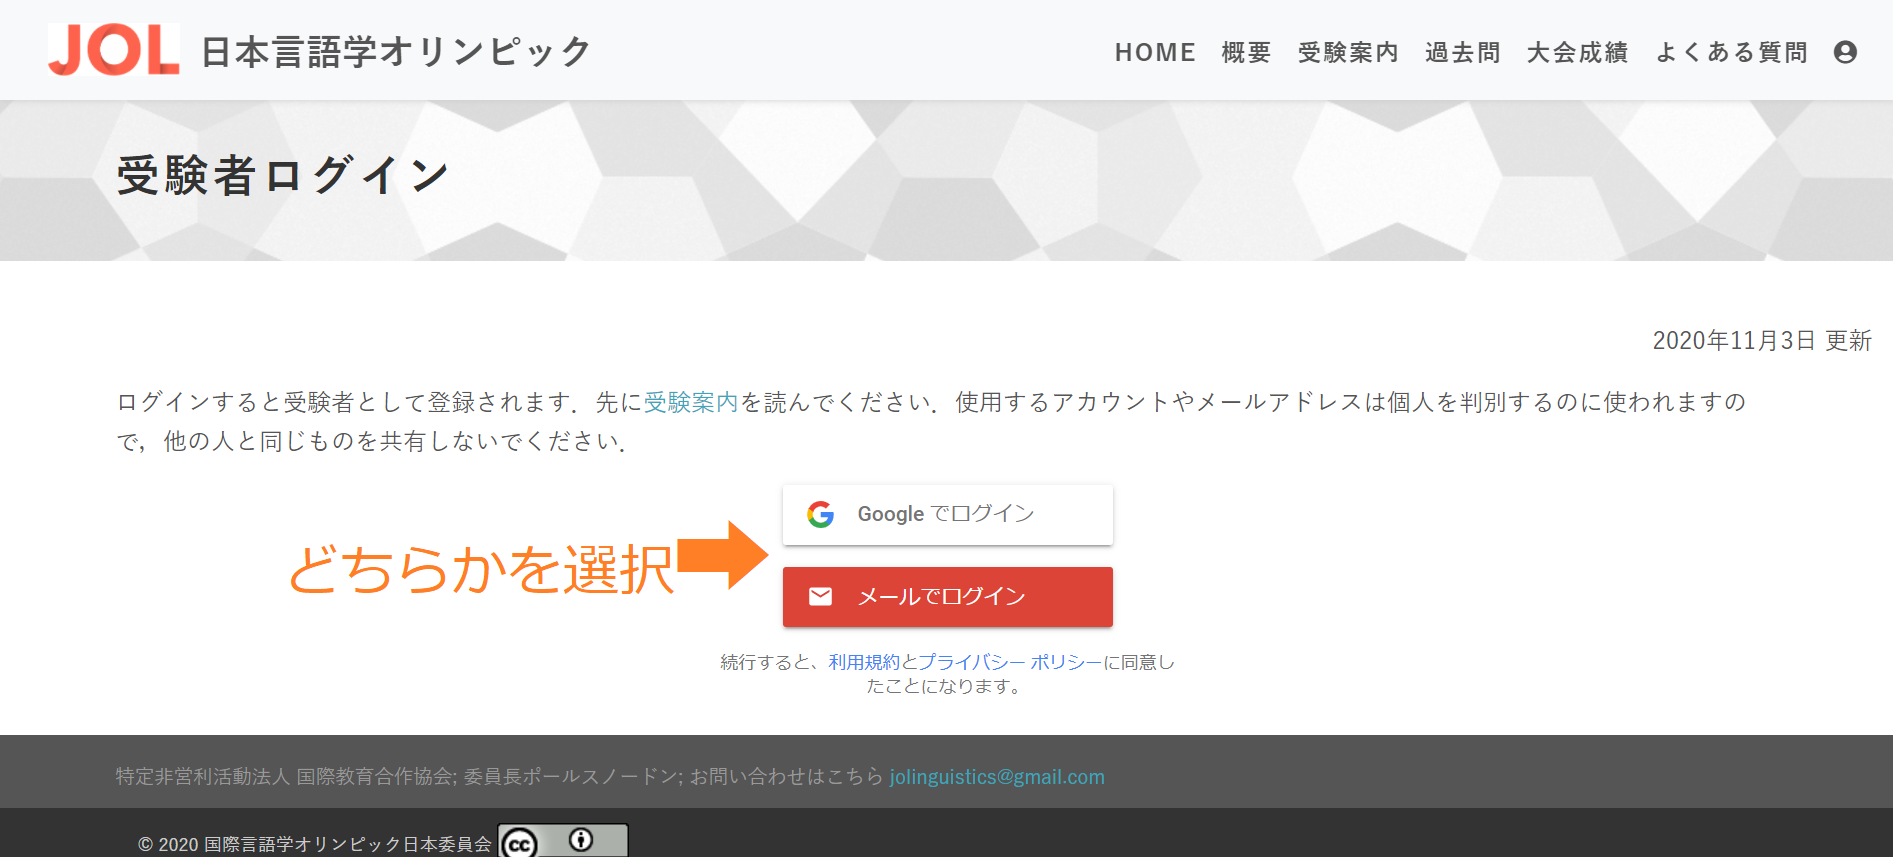 JOL 日本言語学オリンピック HOME 概要 受験案内 過去問 大会成績 よくある質問
受験者ログイン
2020年11月3日 更新
ログインすると受験者として登録されます．先に受験案内を読んでください．使用するアカウントやメールアドレスは個人を判別するのに使われますの
で，他の人と同じものを共有しないでください．
Google でログイン
どちらかを選択
メールでログイン
続行すると、利用規約とプライバシー ポリシーに同意し
たことになります。
特定非営利活動法人 国際教育合作協会; 委員長ポールスノードン; お問い合わせはこちら jolinguistics@gmail.com
© 2020 国際言語学オリンピック日本委員会 cc